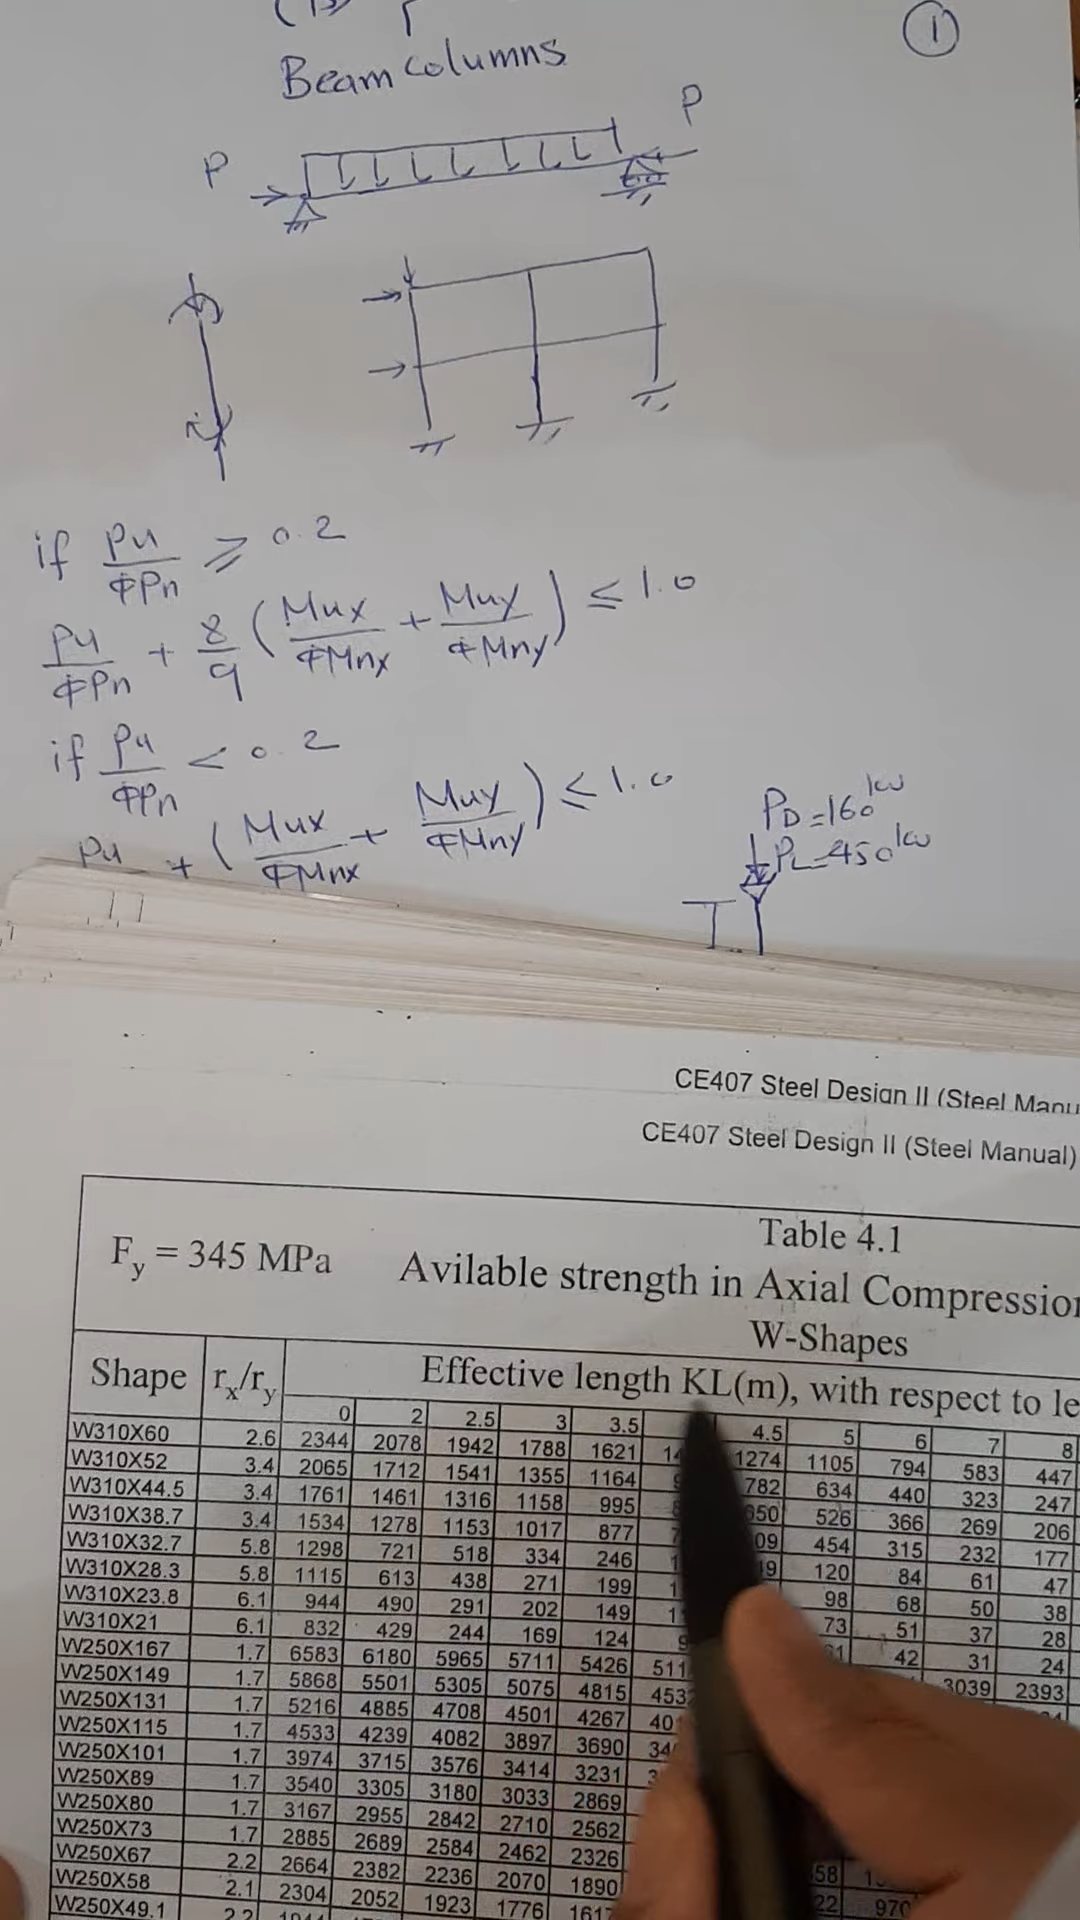 ①
Beam columns
P
P
if Pu/ΦPn ≥ 0.2
Pu/ΦPn + 8/9 (Mux/ΦMnx + Muy/ΦMny) ≤ 1.0
if Pu/ΦPn < 0.2
Pu + (Mux/ΦMnx + Muy/ΦMny) ≤ 1.0
PD=160 kN
PL=450 kN
CE407 Steel Design II (Steel Manu
CE407 Steel Design II (Steel Manual)
Table 4.1
Fy = 345 MPa
Avilable strength in Axial Compression
W-Shapes
Shape rx/ry Effective length KL(m), with respect to le
0 2 2.5 3 3.5 4.5 5 6 7 8
W310X60 2.6 2344 2078 1942 1788 1621 1274 1105 794 583 447
W310X52 3.4 2065 1712 1541 1355 1164 782 634 440 323 247
W310X44.5 3.4 1761 1461 1316 1158 995 650 526 366 269 206
W310X38.7 3.4 1534 1278 1153 1017 877 454 315 232 177
W310X32.7 5.8 1298 721 518 334 246 120 84 61 47
W310X28.3 5.8 1115 613 438 271 199 98 68 50 38
W310X23.8 6.1 944 490 291 202 149 73 51 37 28
W310X21 6.1 832 429 244 169 124 42 31 24
W250X167 1.7 6583 6180 5965 5711 5426 3039 2393
W250X149 1.7 5868 5501 5305 5075 4815
W250X131 1.7 5216 4885 4708 4501 4267
W250X115 1.7 4533 4239 4082 3897 3690
W250X101 1.7 3974 3715 3576 3414 3231
W250X89 1.7 3540 3305 3180 3033 2869
W250X80 1.7 3167 2955 2842 2710 2562
W250X73 1.7 2885 2689 2584 2462 2326
W250X67 2.2 2664 2382 2236 2070 1890
W250X58 2.1 2304 2052 1923 1776 1617 970
W250X49.1 2.2